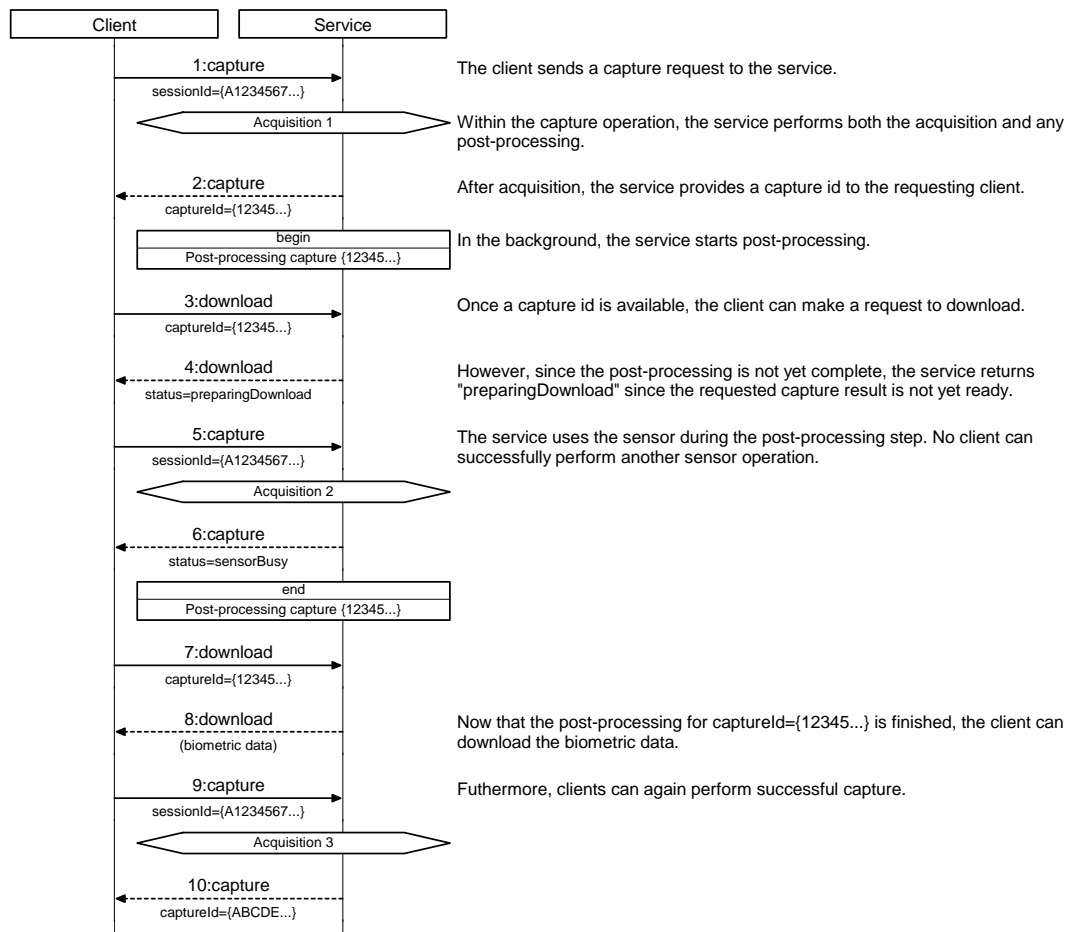 Client
Service
1:capture
The client sends a capture request to the service.
sessionId={A1234567...}
Acquisition 1
Within the capture operation, the service performs both the acquisition and any
post-processing.
2:capture
After acquisition, the service provides a capture id to the requesting client.
captureId={12345...}
begin
In the background, the service starts post-processing.
Post-processing capture {12345...}
3:download
Once a capture id is available, the client can make a request to download.
captureId={12345...}
4:download
However, since the post-processing is not yet complete, the service returns
status=preparingDownload
"preparingDownload" since the requested capture result is not yet ready.
5:capture
The service uses the sensor during the post-processing step. No client can
sessionId={A1234567...}
successfully perform another sensor operation.
Acquisition 2
6:capture
status=sensorBusy
end
Post-processing capture {12345...}
7:download
captureId={12345...}
8:download
Now that the post-processing for captureId={12345...} is finished, the client can
(biometric data)
download the biometric data.
9:capture
Futhermore, clients can again perform successful capture.
sessionId={A1234567...}
Acquisition 3
10:capture
captureId={ABCDE...}